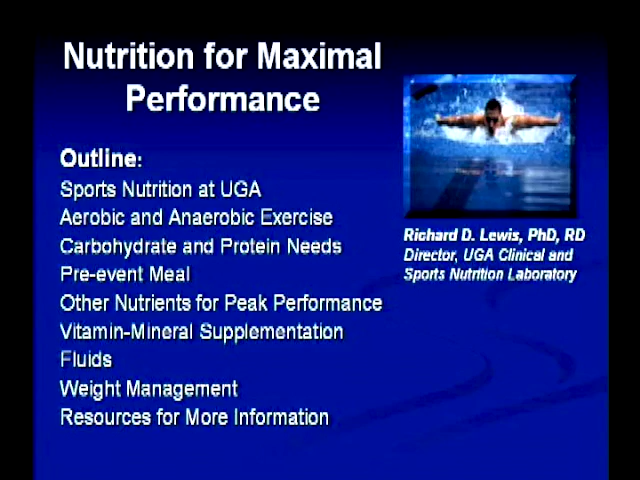 Nutrition for Maximal
Performance
Outline:
Sports Nutrition at UGA
Aerobic and Anaerobic Exercise
Carbohydrate and Protein Needs
Pre-event Meal
Other Nutrients for Peak Performance
Vitamin-Mineral Supplementation
Fluids
Weight Management
Resources for More Information
Richard D. Lewis, PhD, RD
Director, UGA Clinical and
Sports Nutrition Laboratory